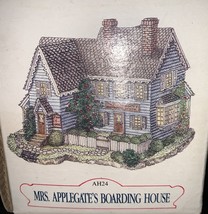 AH24
MRS. APPLEGATE'S BOARDING HOUSE